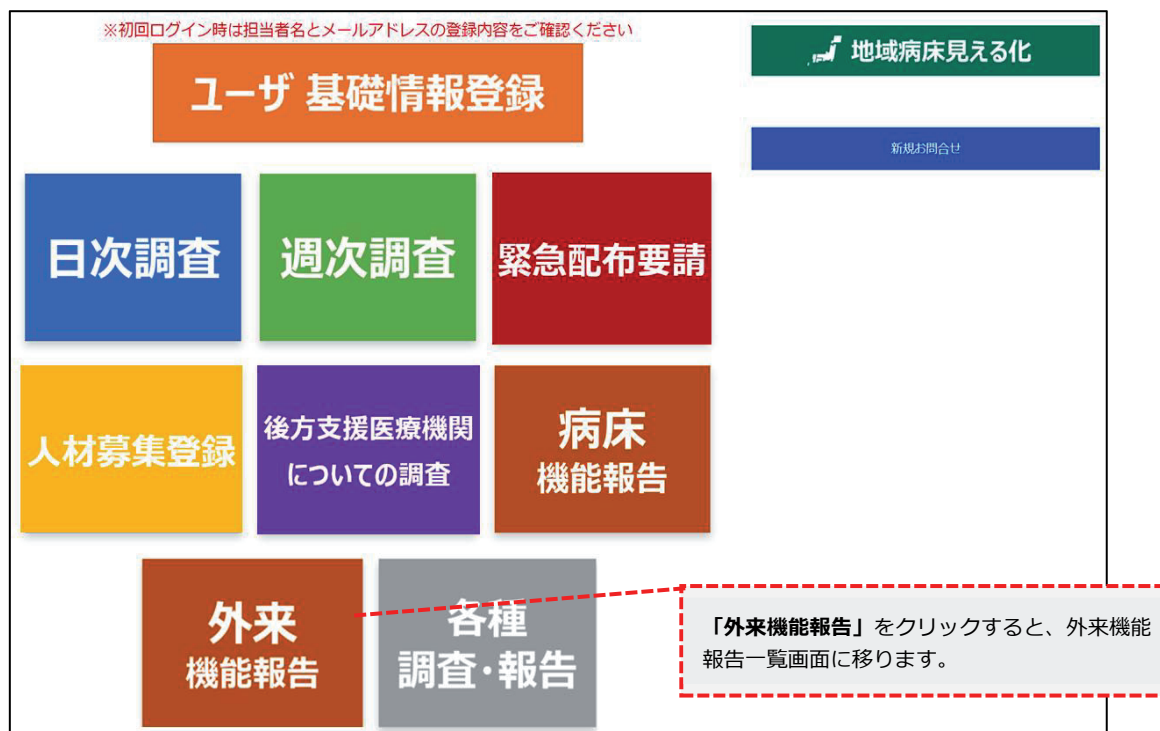 ※初回ログイン時は担当者名とメールアドレスの登録内容をご確認ください
ユーザ 基礎情報登録
地域病床見える化
新規お問合せ
日次調査
週次調査
緊急配布要請
人材募集登録
後方支援医療機関
についての調査
病床
機能報告
外来
機能報告
各種
調査・報告
「外来機能報告」をクリックすると、外来機能
報告一覧画面に移ります。